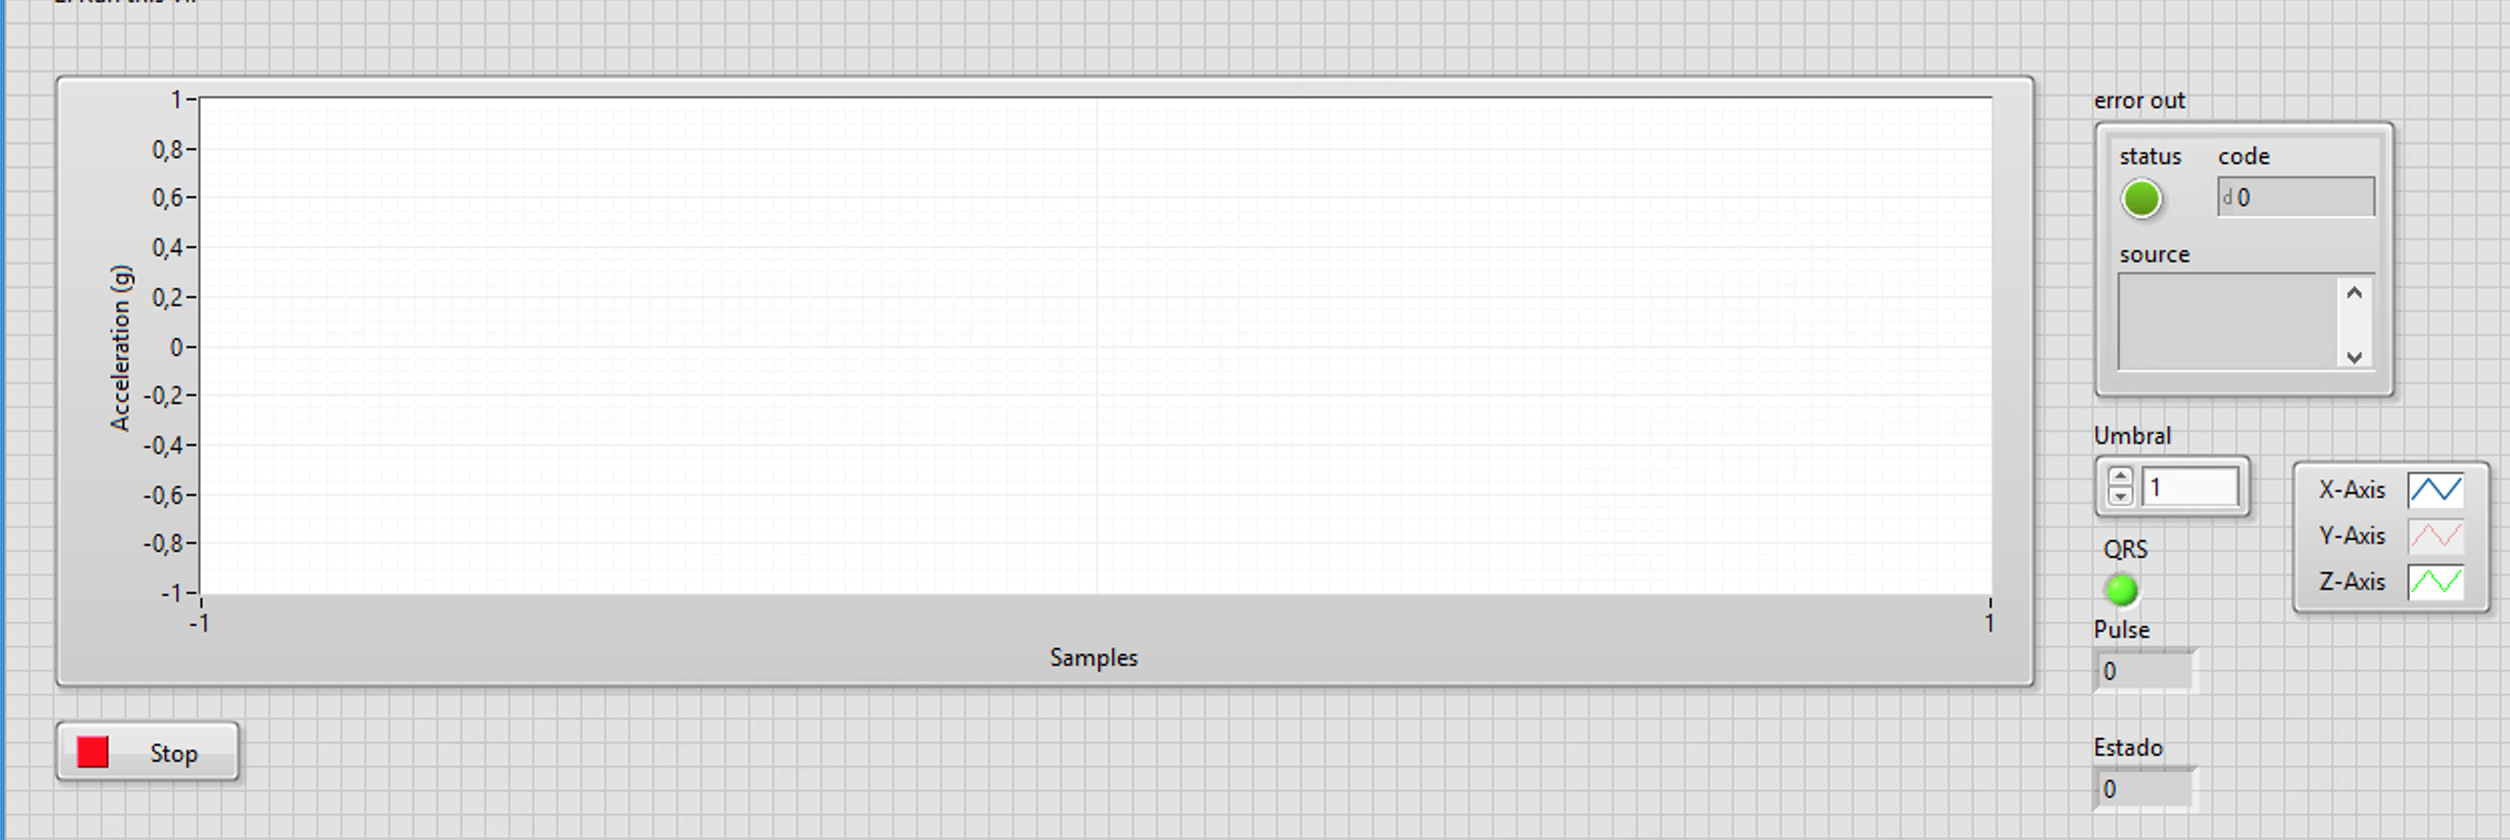 1
0,8
0,6
0,4
0,2
0
-0,2
-0,4
-0,6
-0,8
-1
Acceleration (g)
-1
1
Samples
Stop
error out
status code
d 0
source
Umbral
1
X-Axis
Y-Axis
Z-Axis
QRS
Pulse
0
Estado
0